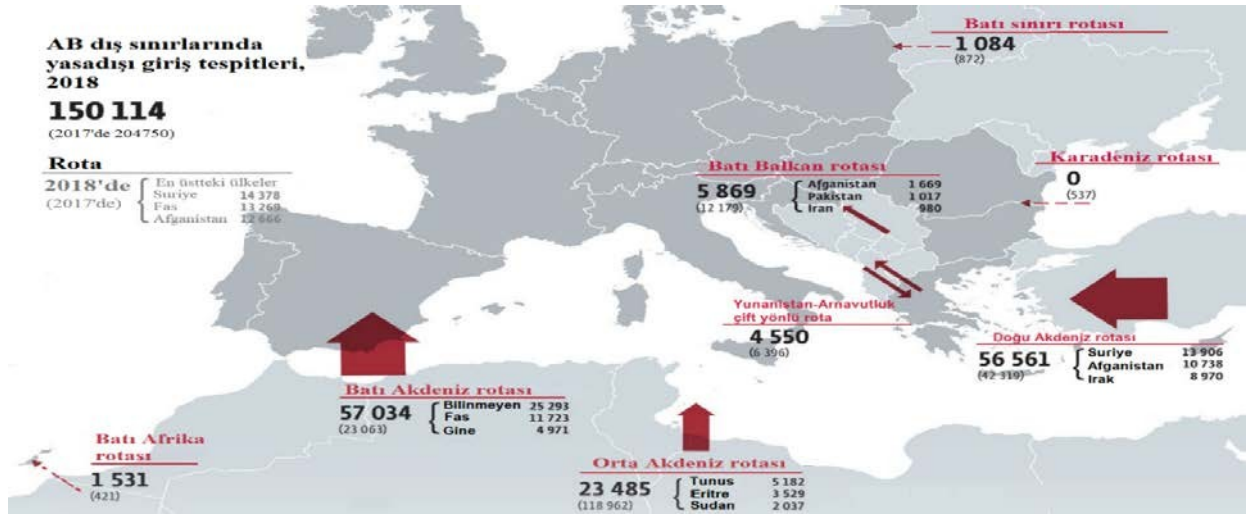 AB dış sınırlarında
yasadışı giriş tespitleri,
2018
150 114
(2017'de 204750)
Rota
2018'de
(2017'de)
En üstteki ülkeler
Suriye 14 378
Fas 13 269
Afganistan 12 666
Batı sınırı rotası
1 084
(872)
Karadeniz rotası
0
(537)
Batı Balkan rotası
5 869
(12 179)
Afganistan 1 669
Pakistan 1 017
Iran 980
Yunanistan-Arnavutluk
çift yönlu rota
4 550
(6 396)
Doğu Akdeniz rotası
56 561
(42 319)
Suriye 13 906
Afganistan 10 738
Irak 8 970
Batı Akdeniz rotası
57 034
(23 063)
Bilinmeyen 25 293
Fas 11 723
Gine 4 971
Batı Afrika
rotası
1 531
(421)
Orta Akdeniz rotası
23 485
(118 962)
Tunus 5 182
Eritre 3 529
Sudan 2 037